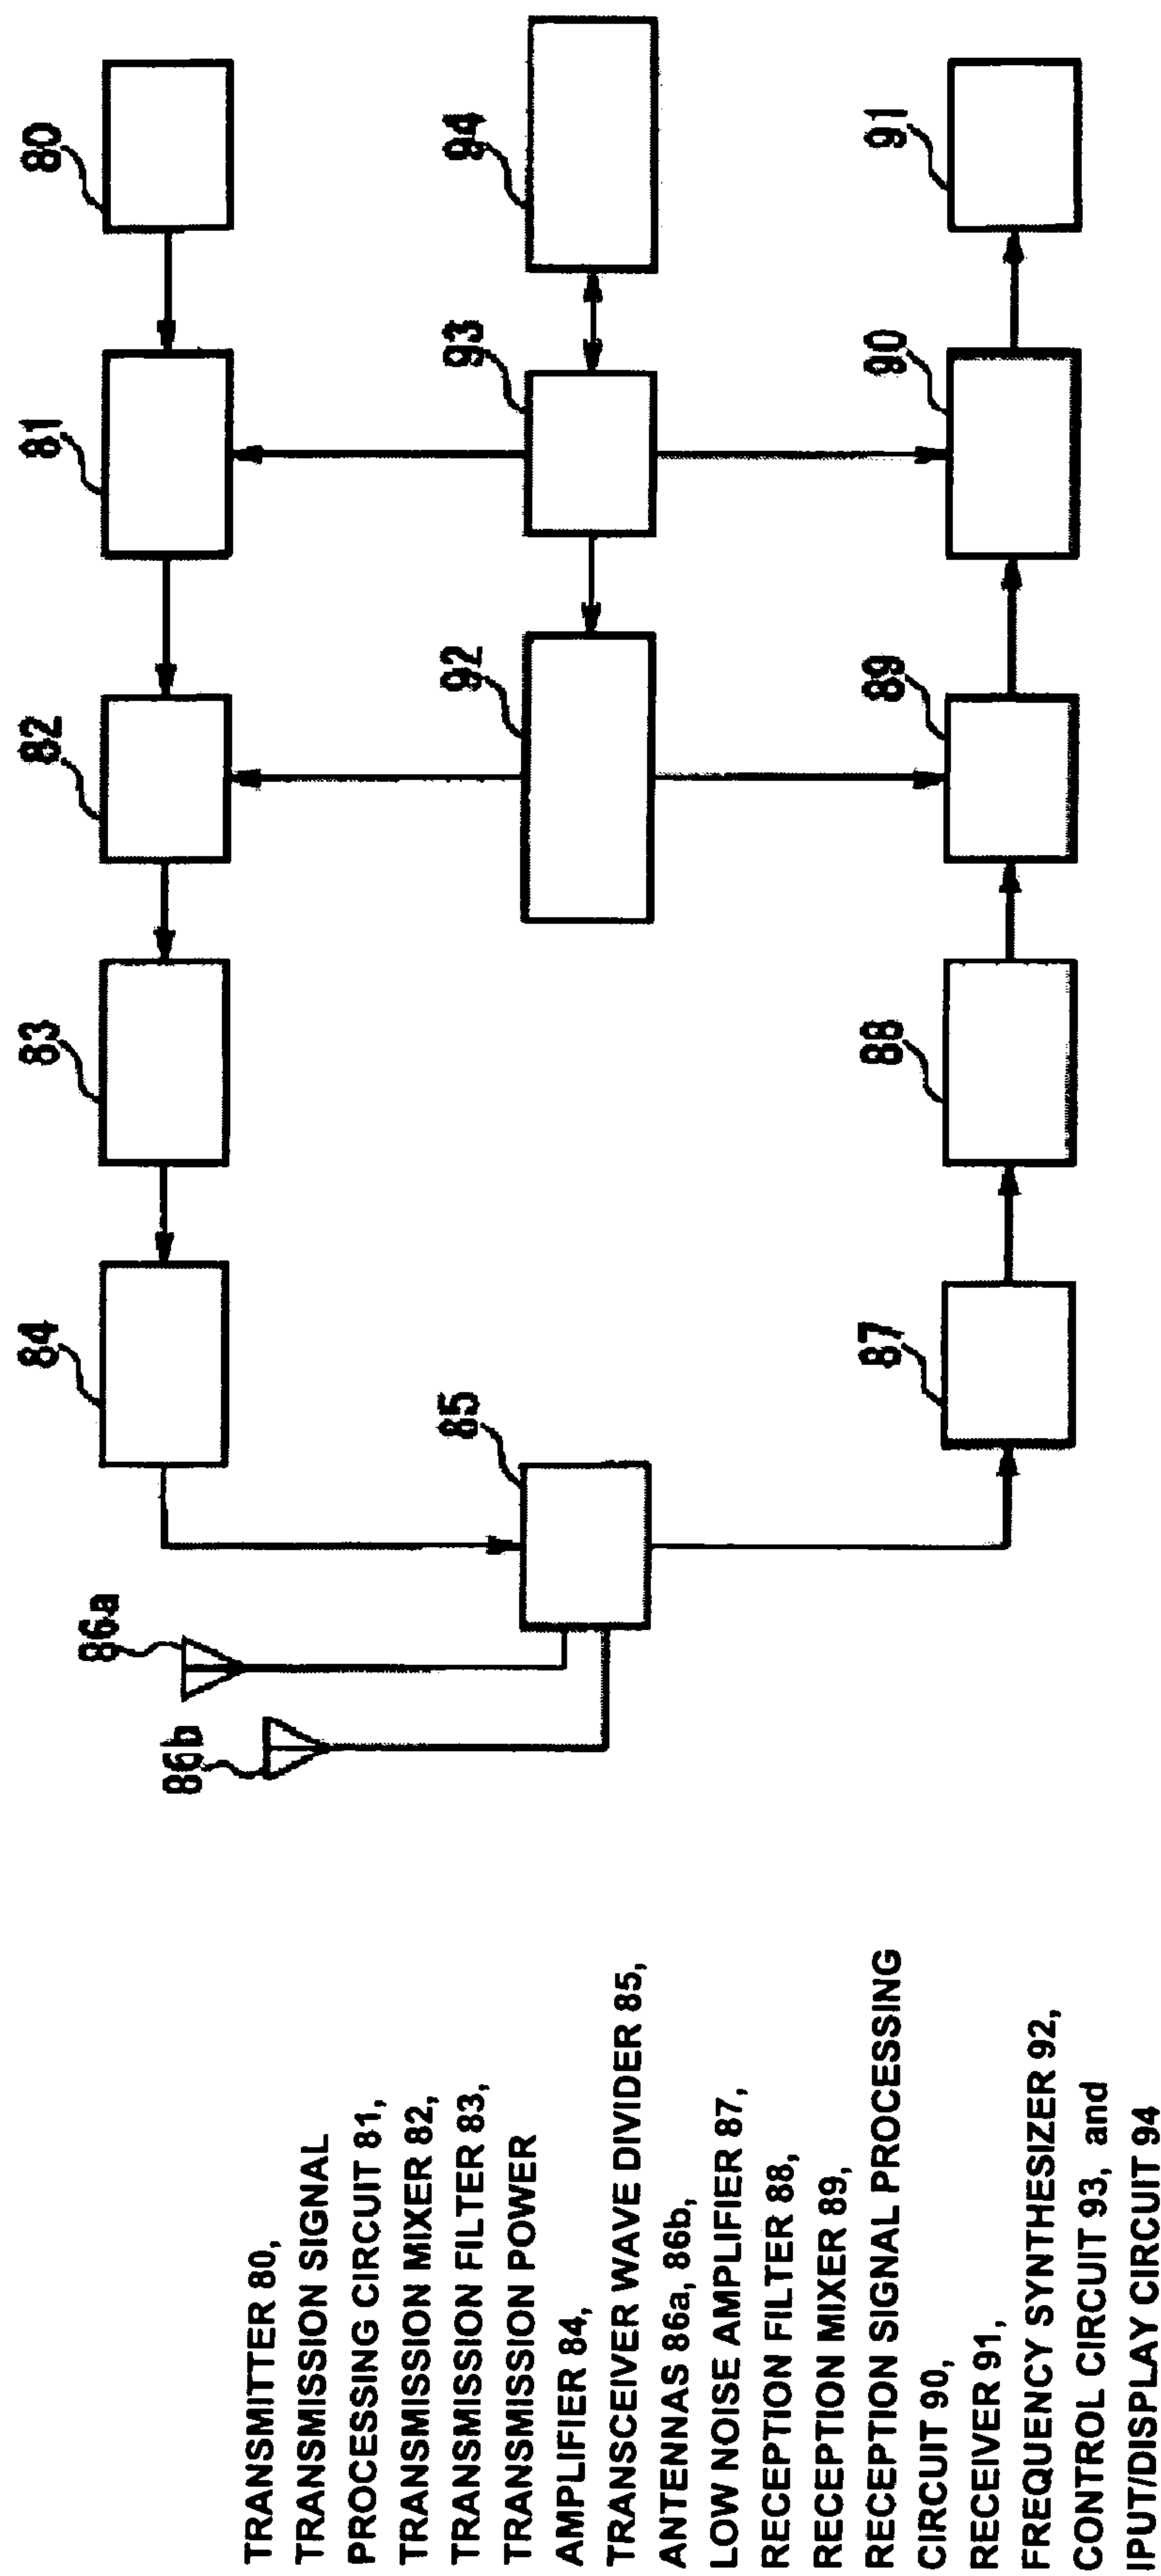 86a
86b
84
83
82
81
80
85
92
93
94
87
88
89
90
91
TRANSMITTER 80,
TRANSMISSION SIGNAL
PROCESSING CIRCUIT 81,
TRANSMISSION MIXER 82,
TRANSMISSION FILTER 83,
TRANSMISSION POWER
AMPLIFIER 84,
TRANSCEIVER WAVE DIVIDER 85,
ANTENNAS 86a, 86b,
LOW NOISE AMPLIFIER 87,
RECEPTION FILTER 88,
RECEPTION MIXER 89,
RECEPTION SIGNAL PROCESSING
CIRCUIT 90,
RECEIVER 91,
FREQUENCY SYNTHESIZER 92,
CONTROL CIRCUIT 93, and
IPUT/DISPLAY CIRCUIT 94